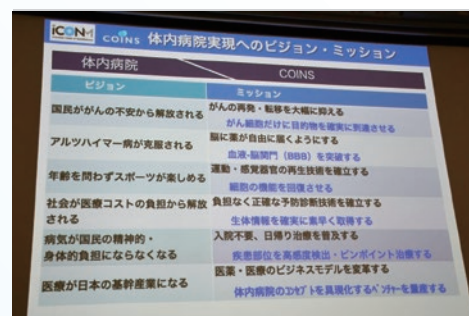 iCONM COINS 体内病院実現へのビジョン・ミッション
体内病院 COINS
ビジョン ミッション
国民ががんの不安から解放される がんの再発・転移を大幅に抑える
がん細胞だけに目的物を確実に到達させる
アルツハイマー病が克服される 脳に薬が自由に届くようにする
血液-脳関門（BBB）を突破する
年齢を問わずスポーツが楽しめる 運動・感覚器官の再生技術を確立する
細胞の機能を回復させる
社会が医療コストの負担から解放 負担なく正確な予防診断技術を確立する
される 生体情報を確実に素早く取得する
病気が国民の精神的・ 入院不要、日帰り治療を普及する
身体的負担にならなくなる 疾患部位を高感度検出・ピンポイント治療する
医療が日本の基幹産業になる 医薬・医療のビジネスモデルを変革する
体内病院のコンセプトを具現化するベンチャーを量産する